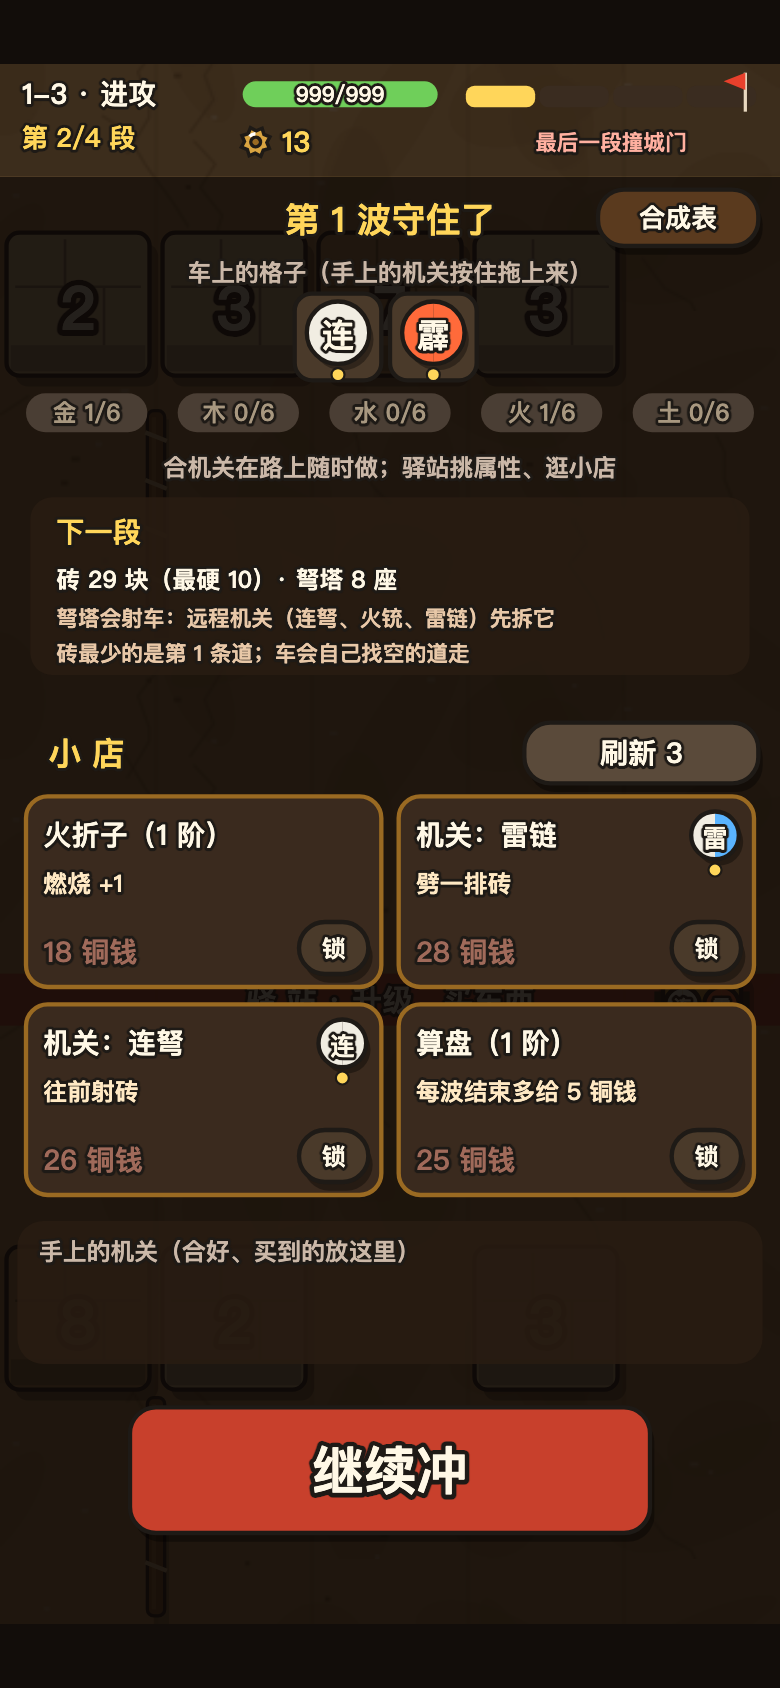 1-3 · 进攻
999/999
第 2/4 段
13
最后一段撞城门
第 1 波守住了
合成表
车上的格子（手上的机关按住拖上来）
2
3
3
连
霹
金 1/6
木 0/6
水 0/6
火 1/6
土 0/6
合机关在路上随时做；驿站挑属性、逛小店
下一段
砖 29 块（最硬 10）· 弩塔 8 座
弩塔会射车：远程机关（连弩、火铳、雷链）先拆它
砖最少的是第 1 条道；车会自己找空的道走
小 店
刷新 3
火折子（1 阶）
燃烧 +1
18 铜钱
锁
机关：雷链
雷
劈一排砖
28 铜钱
锁
机关：连弩
连
往前射砖
26 铜钱
锁
算盘（1 阶）
每波结束多给 5 铜钱
25 铜钱
锁
手上的机关（合好、买到的放这里）
8
2
3
继续冲